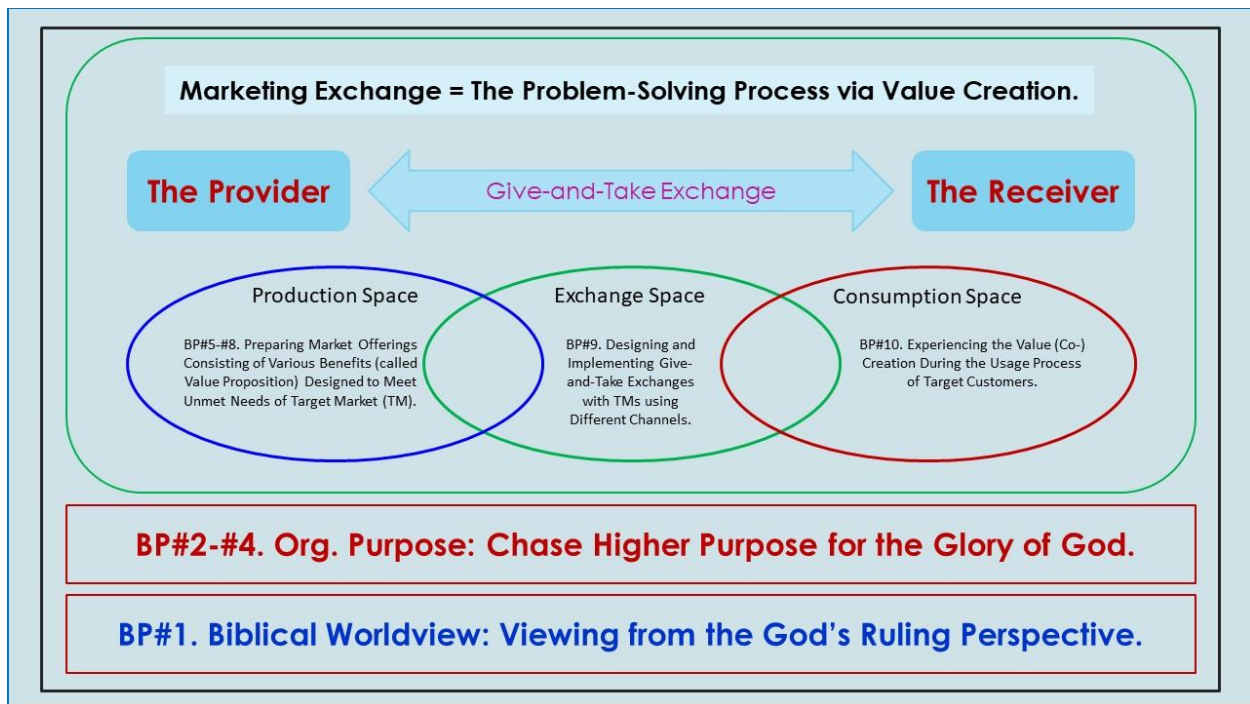 Marketing Exchange = The Problem-Solving Process via Value Creation.
The Provider
Give-and-Take Exchange
The Receiver
Production Space
BP#5-#8. Preparing Market Offerings
Consisting of Various Benefits (called
Value Proposition) Designed to Meet
Unmet Needs of Target Market (TM).
Exchange Space
BP#9. Designing and
Implementing Give-
and-Take Exchanges
with TMs using
Different Channels.
Consumption Space
BP#10. Experiencing the Value (Co-)
Creation During the Usage Process
of Target Customers.
BP#2-#4. Org. Purpose: Chase Higher Purpose for the Glory of God.
BP#1. Biblical Worldview: Viewing from the God’s Ruling Perspective.